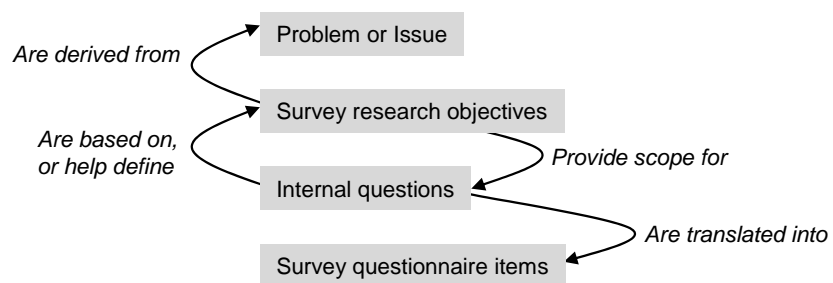 Problem or Issue
Are derived from
Survey research objectives
Are based on,
or help define
Provide scope for
Internal questions
Are translated into
Survey questionnaire items